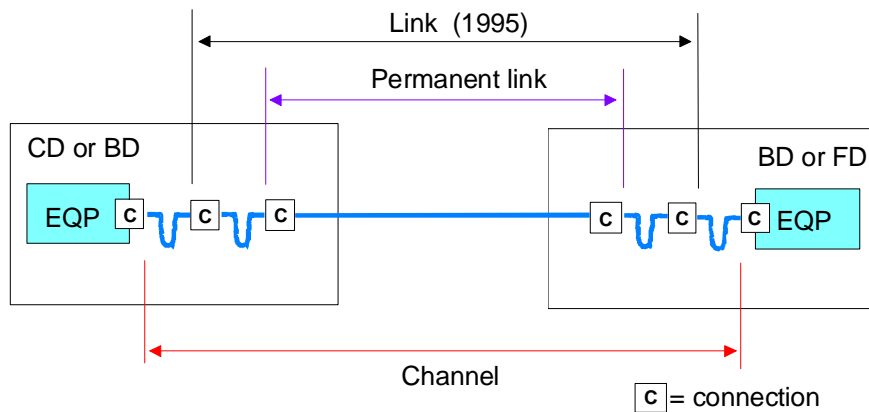 Link (1995)
Permanent link
CD or BD
BD or FD
EQP C C C C C C EQP
Channel
C = connection